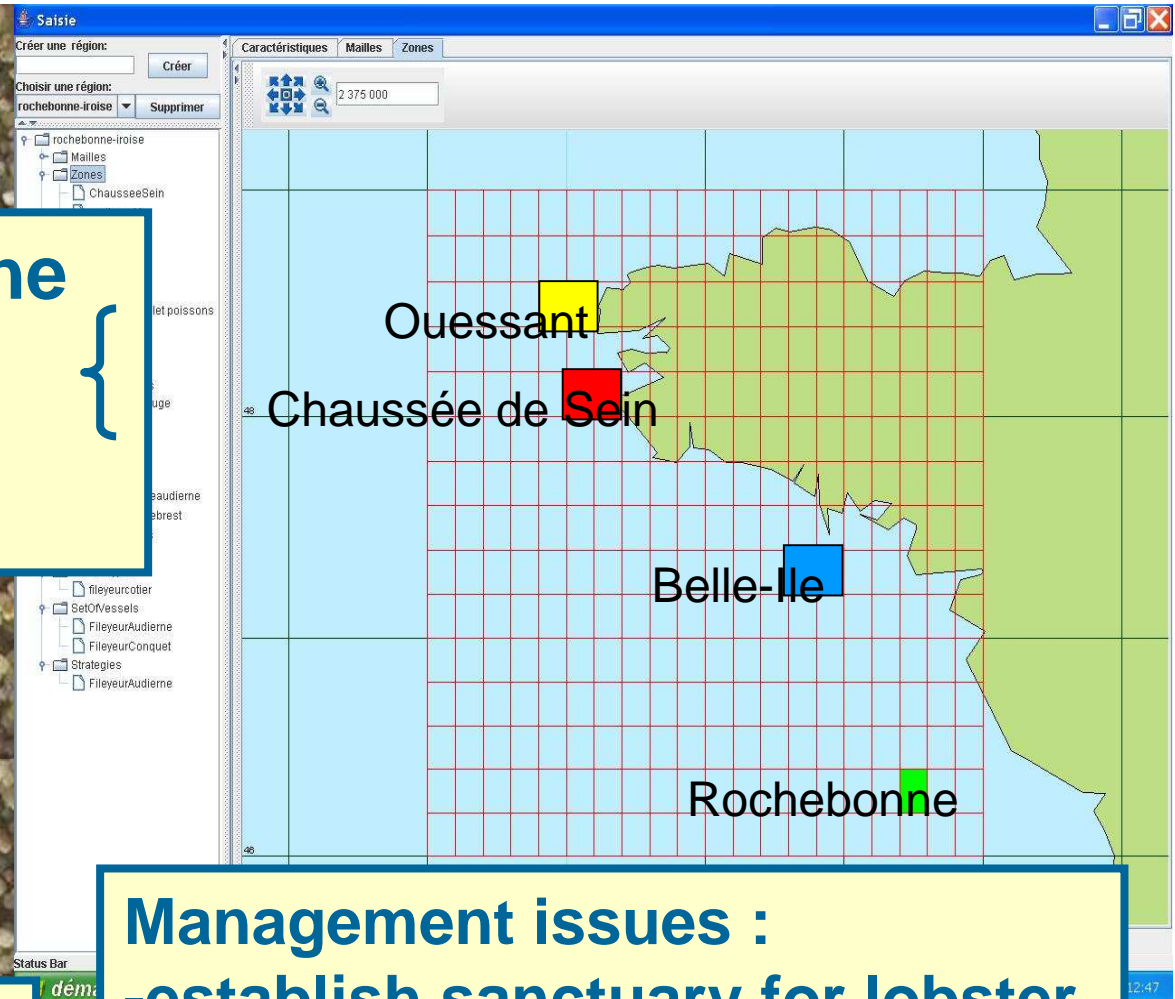 Saisie
Créer une région:
Créer
Choisir une région:
rochebonne-iroise
Supprimer
rochebonne-iroise
Mailles
Zones
ChausseeSein
let poissons
uge
eaudierne
ebrest
fileyeurcotier
SetOfVessels
FileyeurAudierne
FileyeurConquet
Strategies
FileyeurAudierne
Status Bar
Caractéristiques Mailles Zones
2 375 000
48
46
Ouessant
Chaussée de Sein
Belle-Ile
Rochebonne
ne
{
Management issues :
-establish sanctuary for lobster
déma
12:47